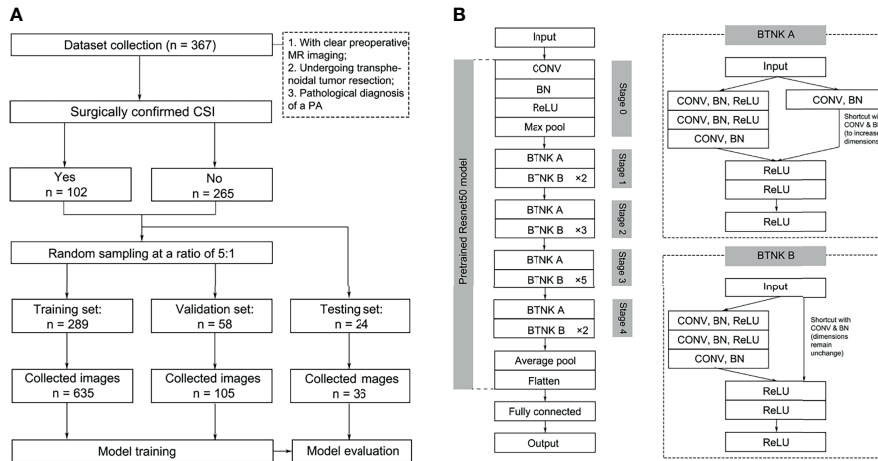 A
Dataset collection (n = 367)
1. With clear preoperative
MR imaging;
2. Undergoing transphe-
noidal tumor resection;
3. Pathological diagnosis
of a PA
Surgically confirmed CSI
Yes
n = 102
No
n = 265
Random sampling at a ratio of 5:1
Training set:
n = 289
Validation set:
n = 58
Testing set:
n = 24
Collected images
n = 635
Collected images
n = 105
Collected mages
n = 36
Model training
Model evaluation
B
Pretrained Resnet50 model
Input
CONV
BN
ReLU
Max pool
Stage 0
BTNK A
BTNK B ×2
Stage 1
BTNK A
BTNK B ×3
Stage 2
BTNK A
BTNK B ×5
Stage 3
BTNK A
BTNK B ×2
Stage 4
Average pool
Flatten
Fully connected
Output
BTNK A
Input
CONV, BN, ReLU
CONV, BN, ReLU
CONV, BN
CONV, BN
Shortcut wi
CONV & B
(to increase
dimensions
ReLU
ReLU
ReLU
BTNK B
Input
CONV, BN, ReLU
CONV, BN, ReLU
CONV, BN
Shortcut with
CONV & BN
(dimensions
remain
unchange)
ReLU
ReLU
ReLU